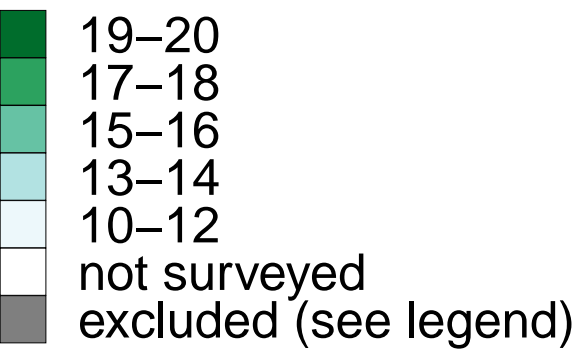 19–20
17–18
15–16
13–14
10–12
not surveyed
excluded (see legend)